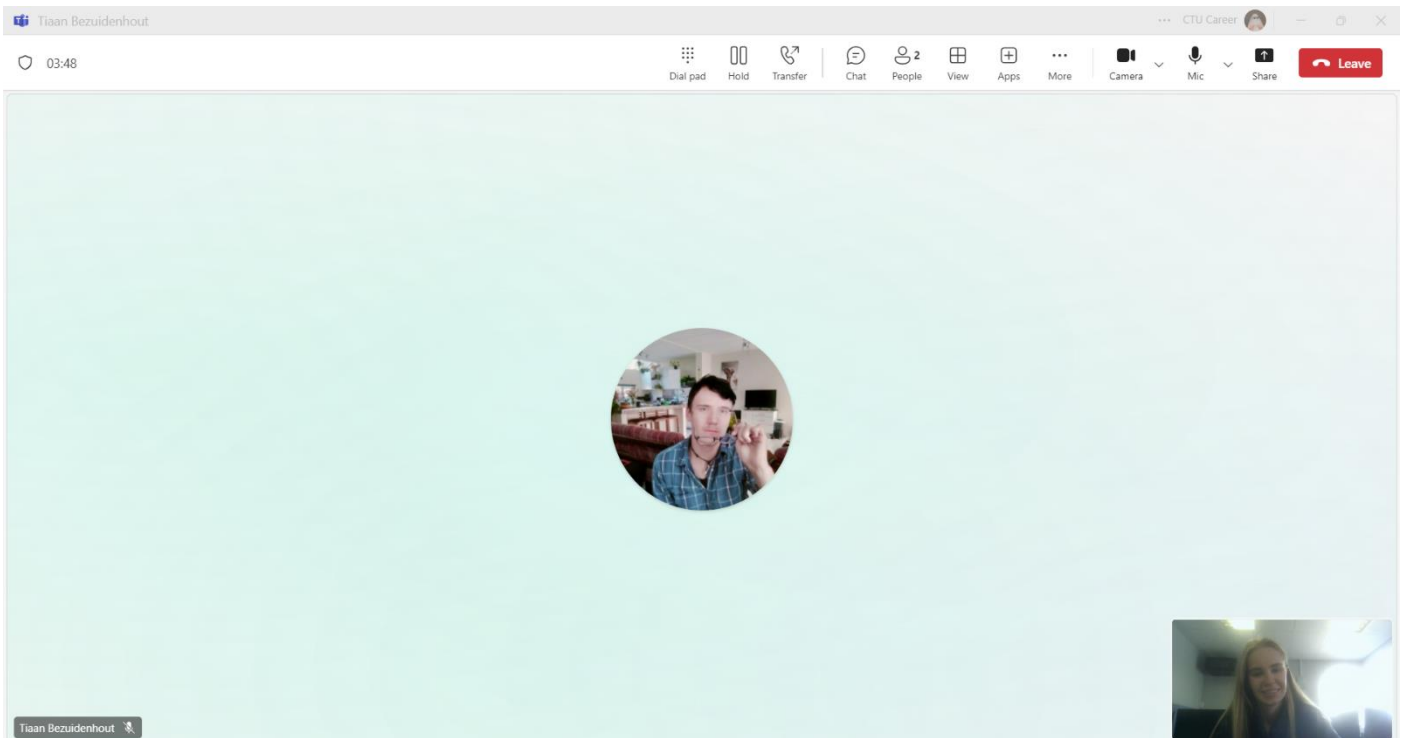 Tiaan Bezuidenhout
... CTU Career
03:48
2
Dial pad Hold Transfer Chat People View Apps More Camera Mic Share Leave
Tiaan Bezuidenhout